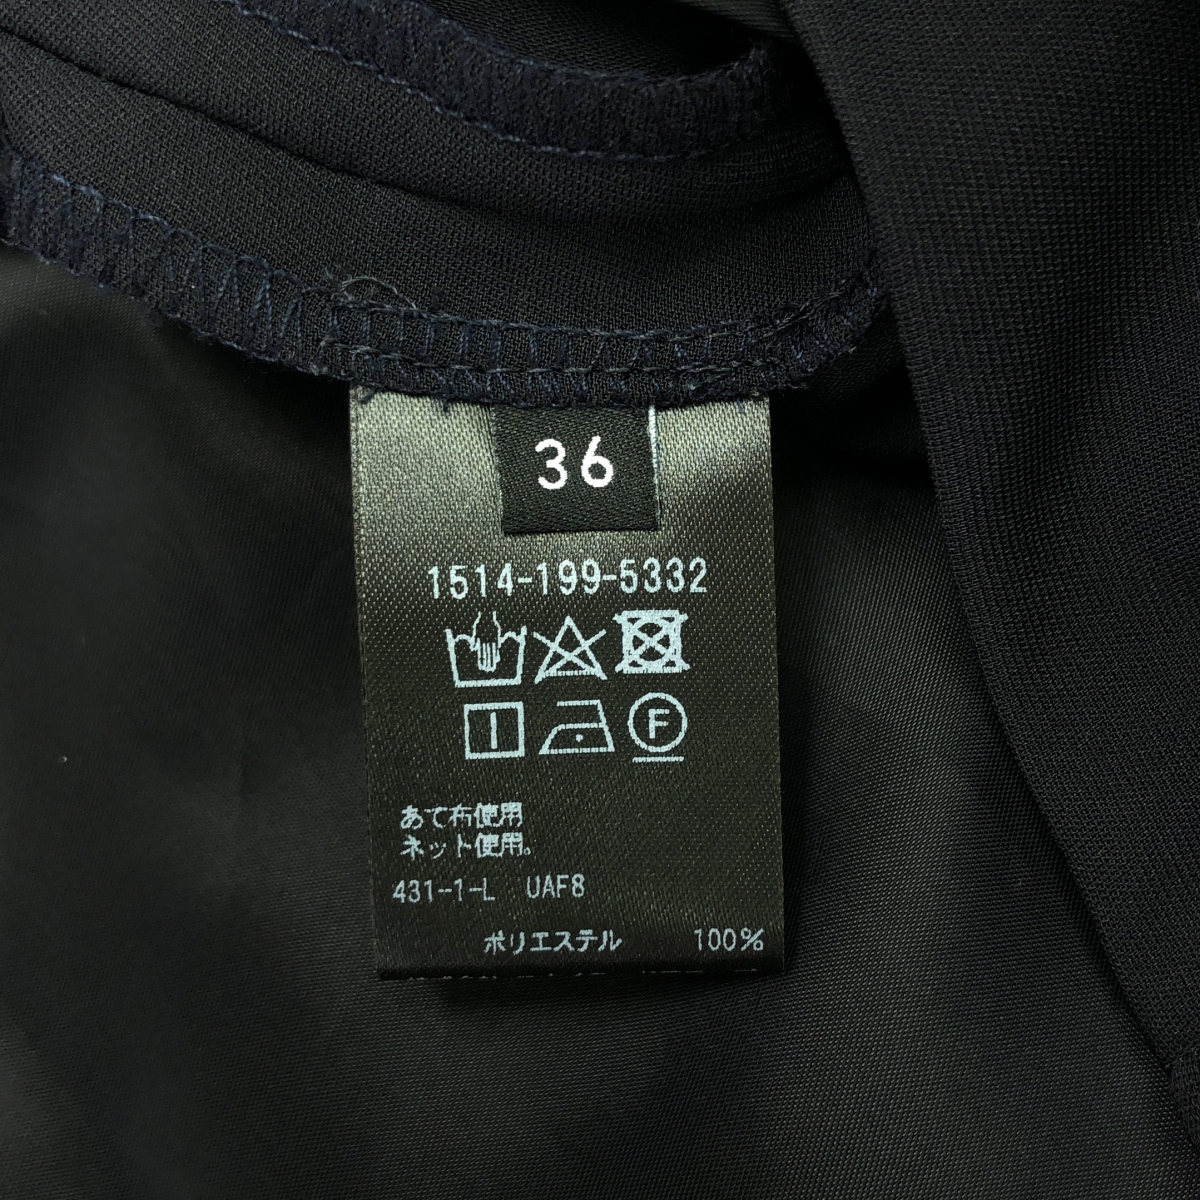 36
1514-199-5332
F
あて布使用
ネット使用。
431-1-L UAF8
ポリエステル 100%